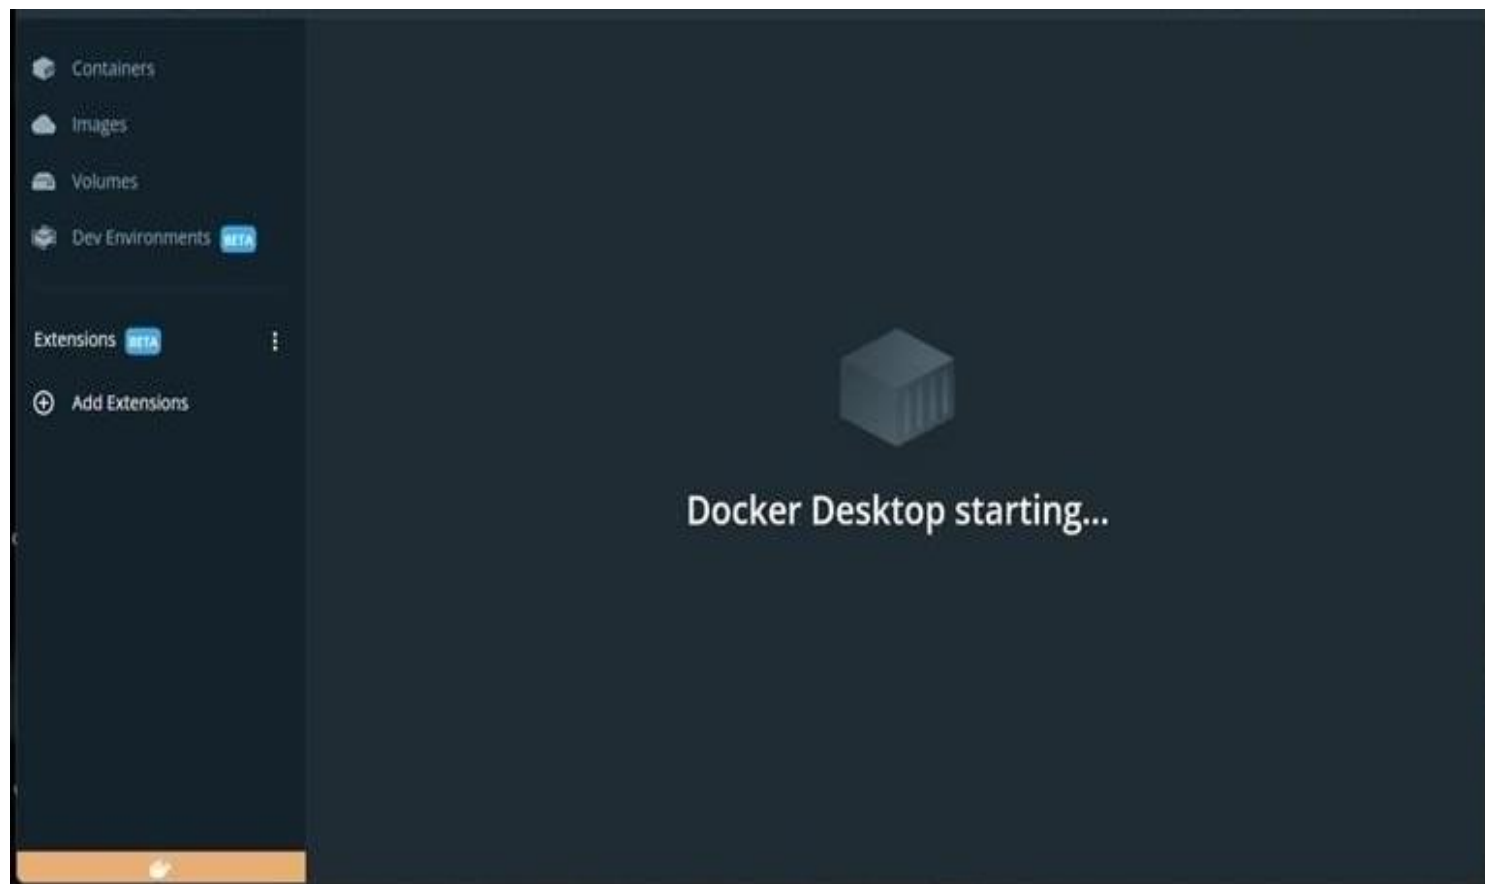 Containers
Images
Volumes
Dev Environments BETA
Extensions BETA
Add Extensions
Docker Desktop starting...